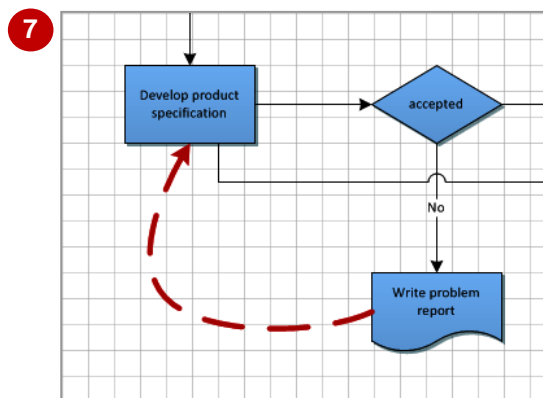 7
Develop product
specification
accepted
No
Write problem
report